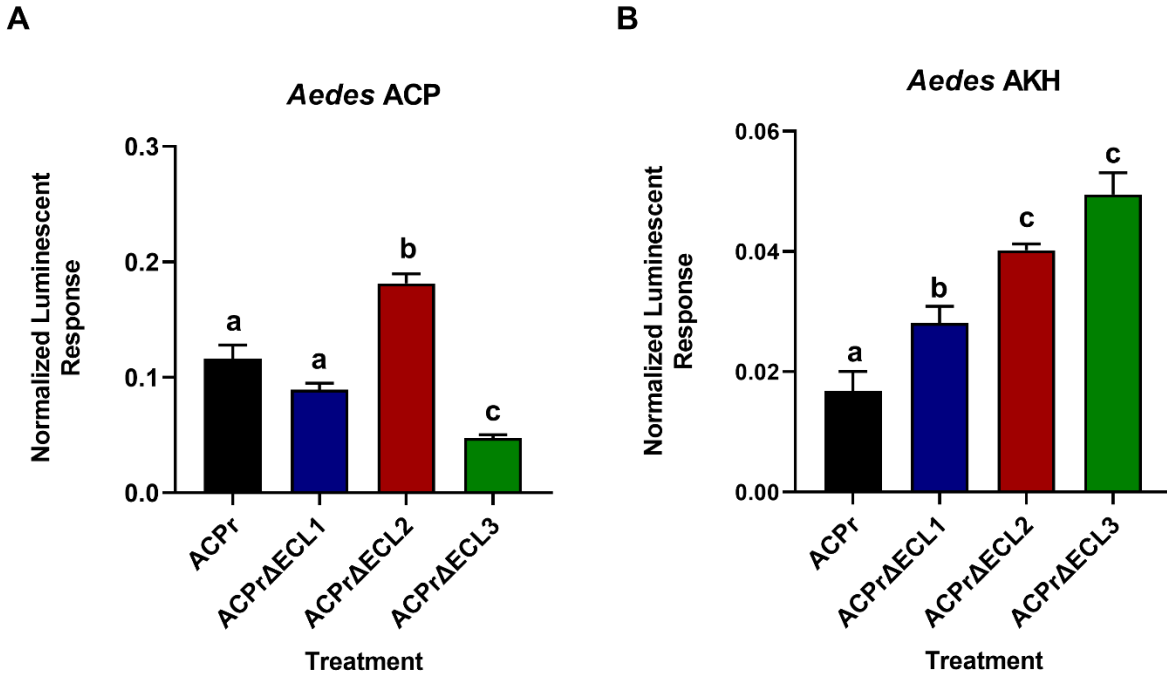 A
Aedes ACP
Normalized Luminescent
Response
0.3
0.2
0.1
0.0
a
a
b
c
ACPr
ACPrΔECL1
ACPrΔECL2
ACPrΔECL3
Treatment
B
Aedes AKH
Normalized Luminescent
Response
0.06
0.04
0.02
0.00
a
b
c
c
ACPr
ACPrΔECL1
ACPrΔECL2
ACPrΔECL3
Treatment